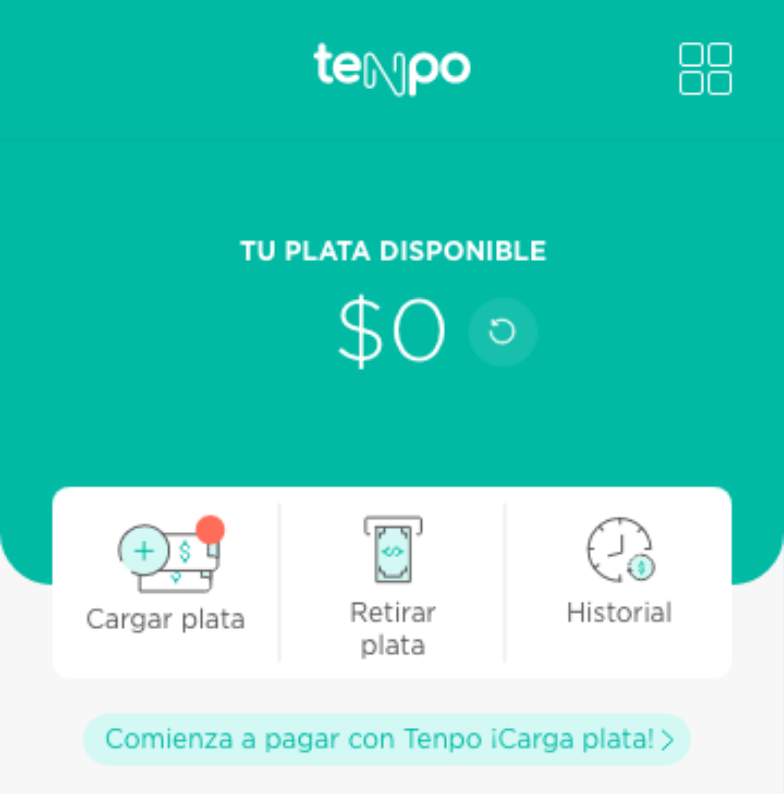 tenpo
TU PLATA DISPONIBLE
$0
Cargar plata
Retirar
plata
Historial
Comienza a pagar con Tenpo ¡Carga plata! >